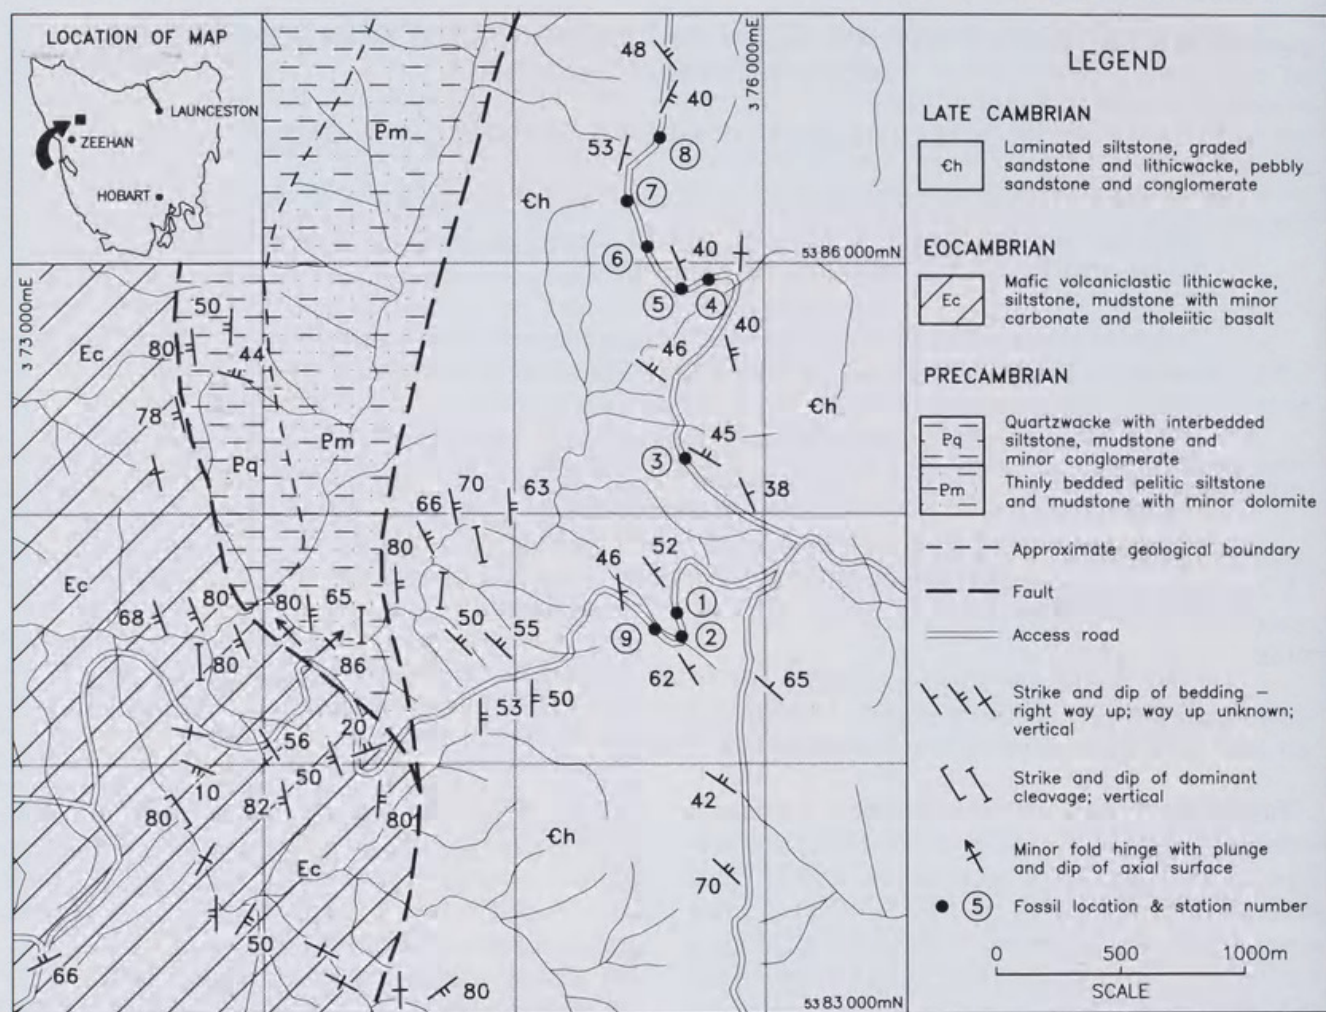 LOCATION OF MAP
LAUNCESTON
ZEEHAN
HOBART
3 73 000mE
3 76 000mE
53 86 000mN
53 83 000mN
48
40
Pm
53
8
7
Єh
6
40
5
4
50
Ec
80
44
40
46
78
Pm
Єh
Pq
45
3
38
70
63
66
80
52
46
Ec
1
80
80
65
68
50
55
9
2
80
86
62
65
53
50
20
56
50
10
82
80
80
42
Єh
Ec
70
50
66
80
LEGEND
LATE CAMBRIAN
Єh
Laminated siltstone, graded
sandstone and lithicwacke, pebbly
sandstone and conglomerate
EOCAMBRIAN
Ec
Mafic volcaniclastic lithicwacke,
siltstone, mudstone with minor
carbonate and tholeiitic basalt
PRECAMBRIAN
Pq
Quartzwacke with interbedded
siltstone, mudstone and
minor conglomerate
Pm
Thinly bedded pelitic siltstone
and mudstone with minor dolomite
Approximate geological boundary
Fault
Access road
Strike and dip of bedding –
right way up; way up unknown;
vertical
Strike and dip of dominant
cleavage; vertical
Minor fold hinge with plunge
and dip of axial surface
5 Fossil location & station number
0 500 1000m
SCALE